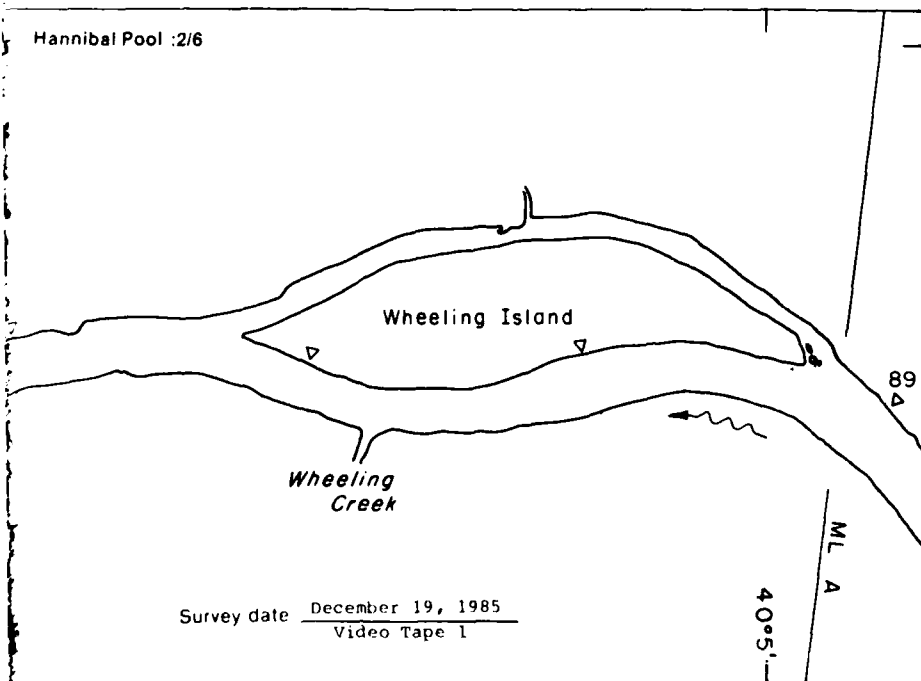 Hannibal Pool :2/6
Wheeling Island
89
Wheeling
Creek
ML A
40°5'
Survey date December 19, 1985
Video Tape 1